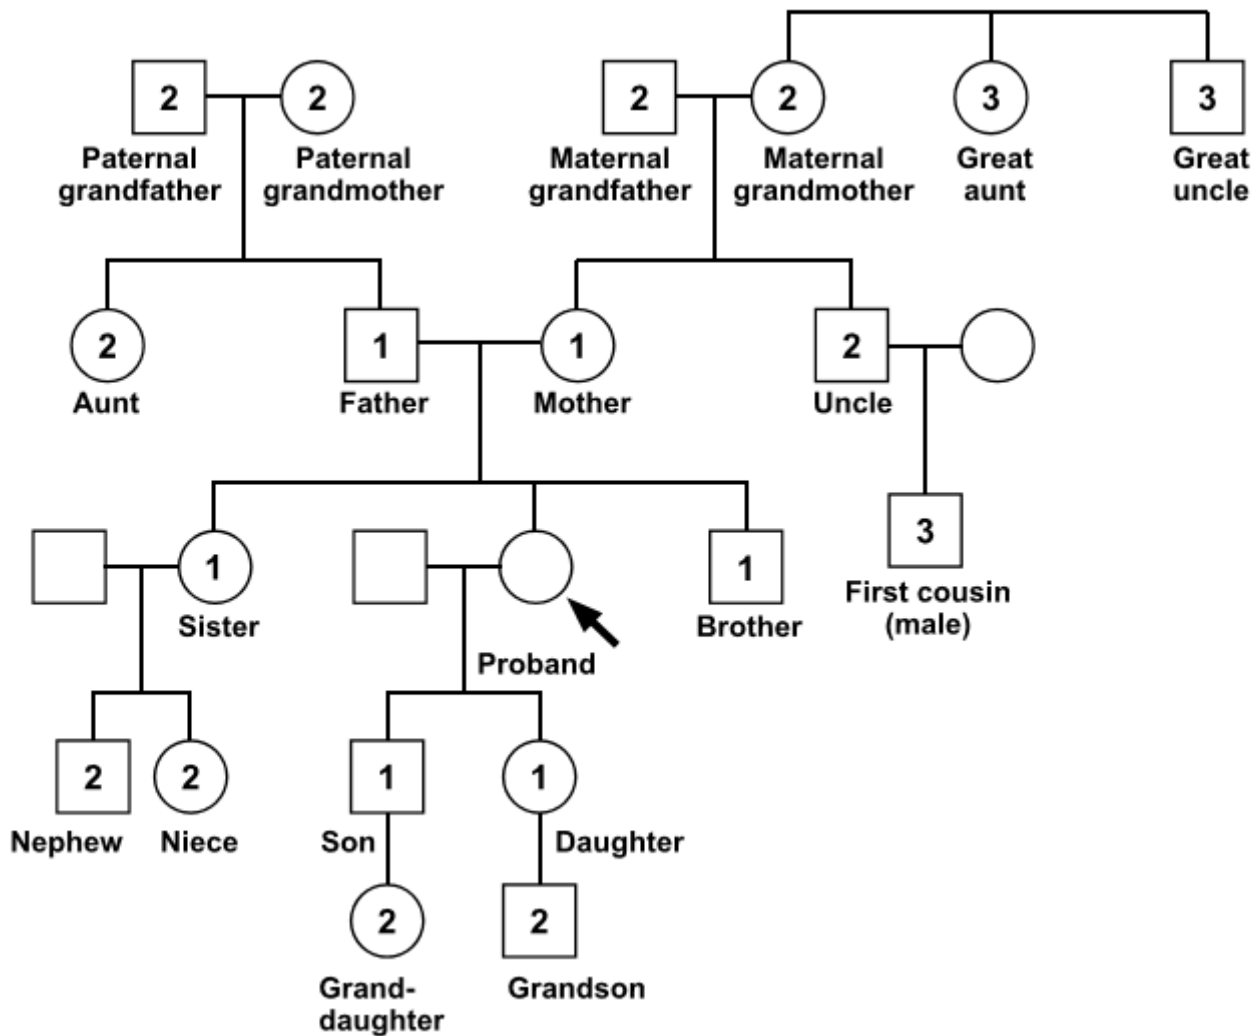 2 2 2 2 3 3
Paternal grandfather
Paternal grandmother
Maternal grandfather
Maternal grandmother
Great aunt
Great uncle
2 1 1 2
Aunt
Father
Mother
Uncle
3
First cousin
(male)
1 1
Sister
Proband
Brother
2 2 1 1
Nephew
Niece
Son
Daughter
2 2
Grand-
daughter
Grandson